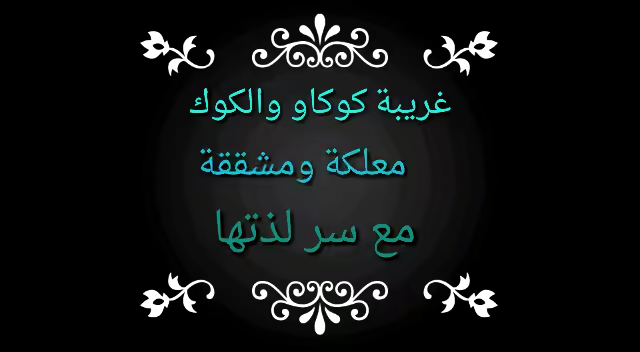 غريبة كوكاو والكوك
معلكة ومشققة
مع سر لذتها